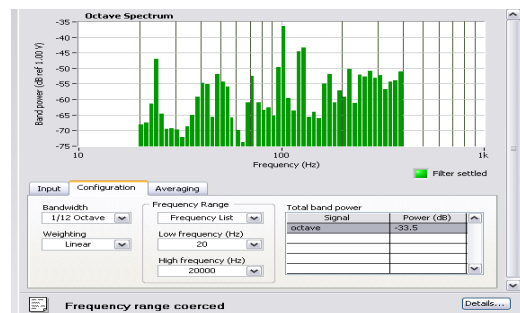 Octave Spectrum
Band power (dB ref 1.00 V)
-35
-40
-45
-50
-55
-60
-65
-70
-75
10
100
1k
Frequency (Hz)
Filter settled
Input Configuration Averaging
Bandwidth
1/12 Octave
Weighting
Linear
Frequency Range
Frequency List
Low frequency (Hz)
20
High frequency (Hz)
20000
Total band power
Signal Power (dB)
octave -33.5
Frequency range coerced
Details...